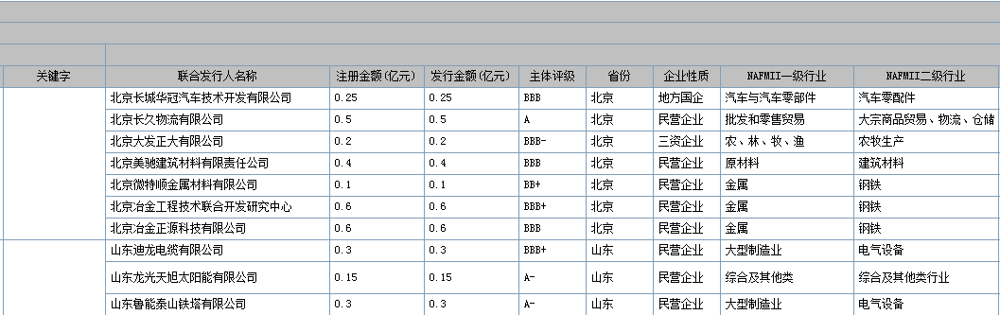 关键字 联合发行人名称 注册金额(亿元) 发行金额(亿元) 主体评级 省份 企业性质 NAFMII一级行业 NAFMII二级行业
北京长城华冠汽车技术开发有限公司 0.25 0.25 BBB 北京 地方国企 汽车与汽车零部件 汽车零配件
北京长久物流有限公司 0.5 0.5 A 北京 民营企业 批发和零售贸易 大宗商品贸易、物流、仓储
北京大发正大有限公司 0.2 0.2 BBB- 北京 三资企业 农、林、牧、渔 农牧生产
北京美驰建筑材料有限责任公司 0.4 0.4 BBB 北京 民营企业 原材料 建筑材料
北京微特顺金属材料有限公司 0.1 0.1 BB+ 北京 民营企业 金属 钢铁
北京冶金工程技术联合开发研究中心 0.6 0.6 BBB+ 北京 民营企业 金属 钢铁
北京冶金正源科技有限公司 0.6 0.6 BBB 北京 民营企业 金属 钢铁
山东迪龙电缆有限公司 0.3 0.3 BBB+ 山东 民营企业 大型制造业 电气设备
山东龙光天旭太阳能有限公司 0.15 0.15 A- 山东 民营企业 综合及其他类 综合及其他类行业
山东鲁能泰山铁塔有限公司 0.3 0.3 A- 山东 民营企业 大型制造业 电气设备